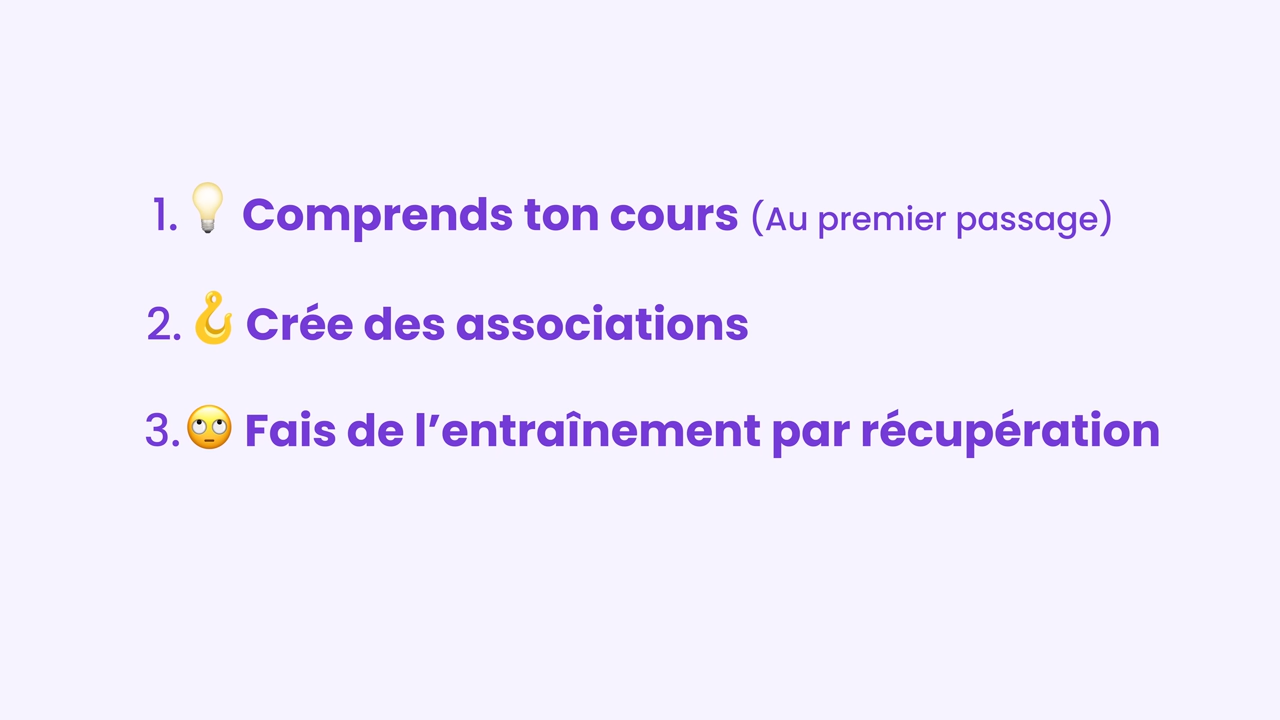 1.💡 Comprends ton cours (Au premier passage)
2.🪝 Crée des associations
3.🙄 Fais de l’entraînement par récupération